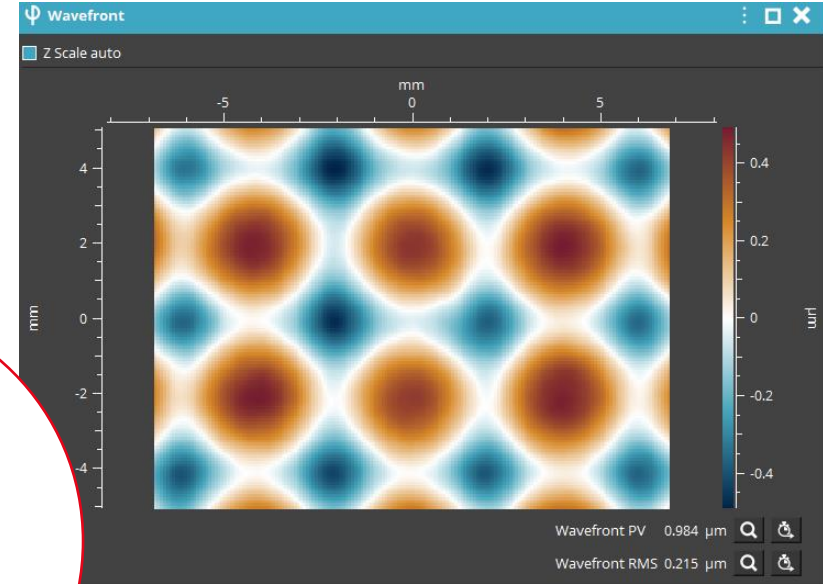 φ Wavefront
Z Scale auto
mm
-5 0 5
4
2
0
-2
-4
mm
0.4
0.2
0
-0.2
-0.4
μm
Wavefront PV 0.984 μm
Wavefront RMS 0.215 μm